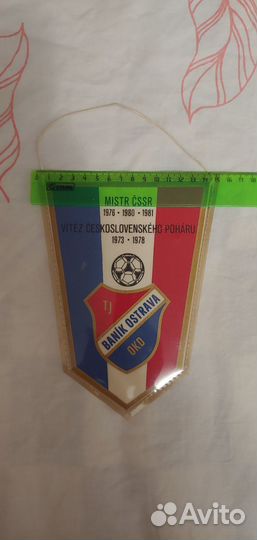 MISTR ČSSR
1976 • 1980 • 1981
VÍTĚZ ČESKOSLOVENSKÉHO POHÁRU
1973 • 1978
TJ
BANÍK OSTRAVA
OKD
Avito